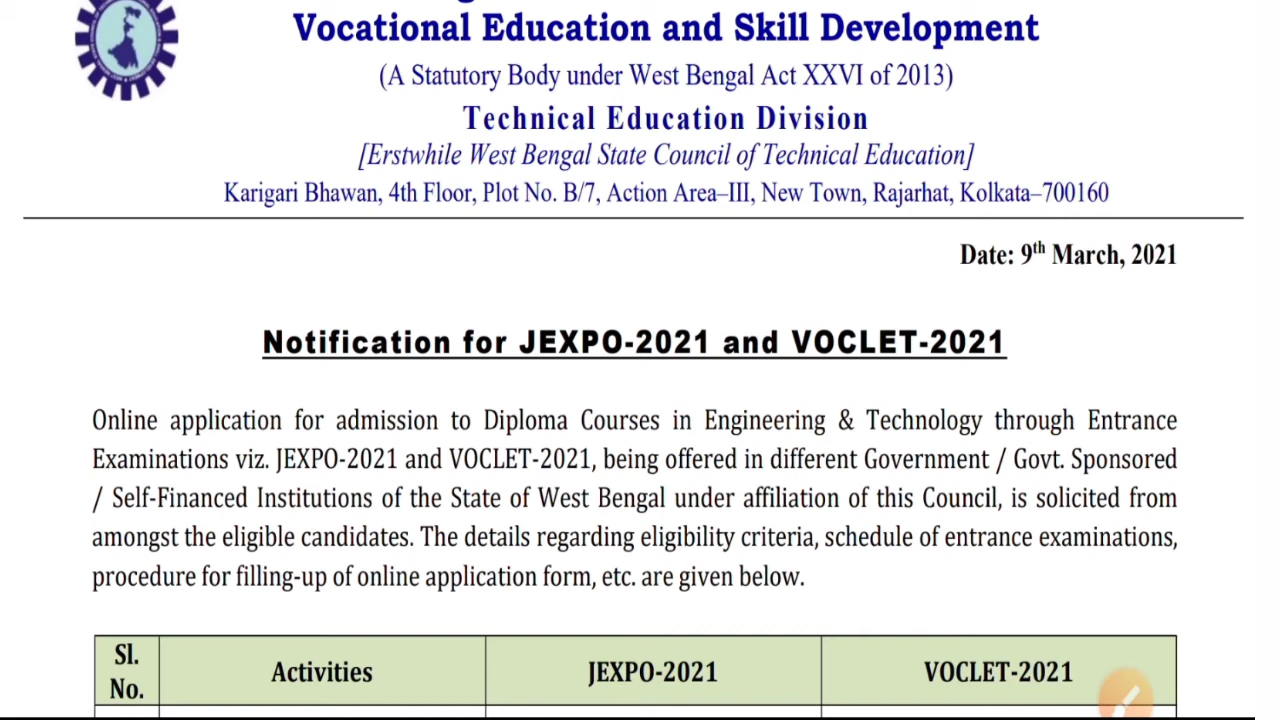 Vocational Education and Skill Development
(A Statutory Body under West Bengal Act XXVI of 2013)
Technical Education Division
[Erstwhile West Bengal State Council of Technical Education]
Karigari Bhawan, 4th Floor, Plot No. B/7, Action Area–III, New Town, Rajarhat, Kolkata–700160
Date: 9th March, 2021
Notification for JEXPO-2021 and VOCLET-2021
Online application for admission to Diploma Courses in Engineering & Technology through Entrance
Examinations viz. JEXPO-2021 and VOCLET-2021, being offered in different Government / Govt. Sponsored
/ Self-Financed Institutions of the State of West Bengal under affiliation of this Council, is solicited from
amongst the eligible candidates. The details regarding eligibility criteria, schedule of entrance examinations,
procedure for filling-up of online application form, etc. are given below.
Sl. No.
Activities
JEXPO-2021
VOCLET-2021